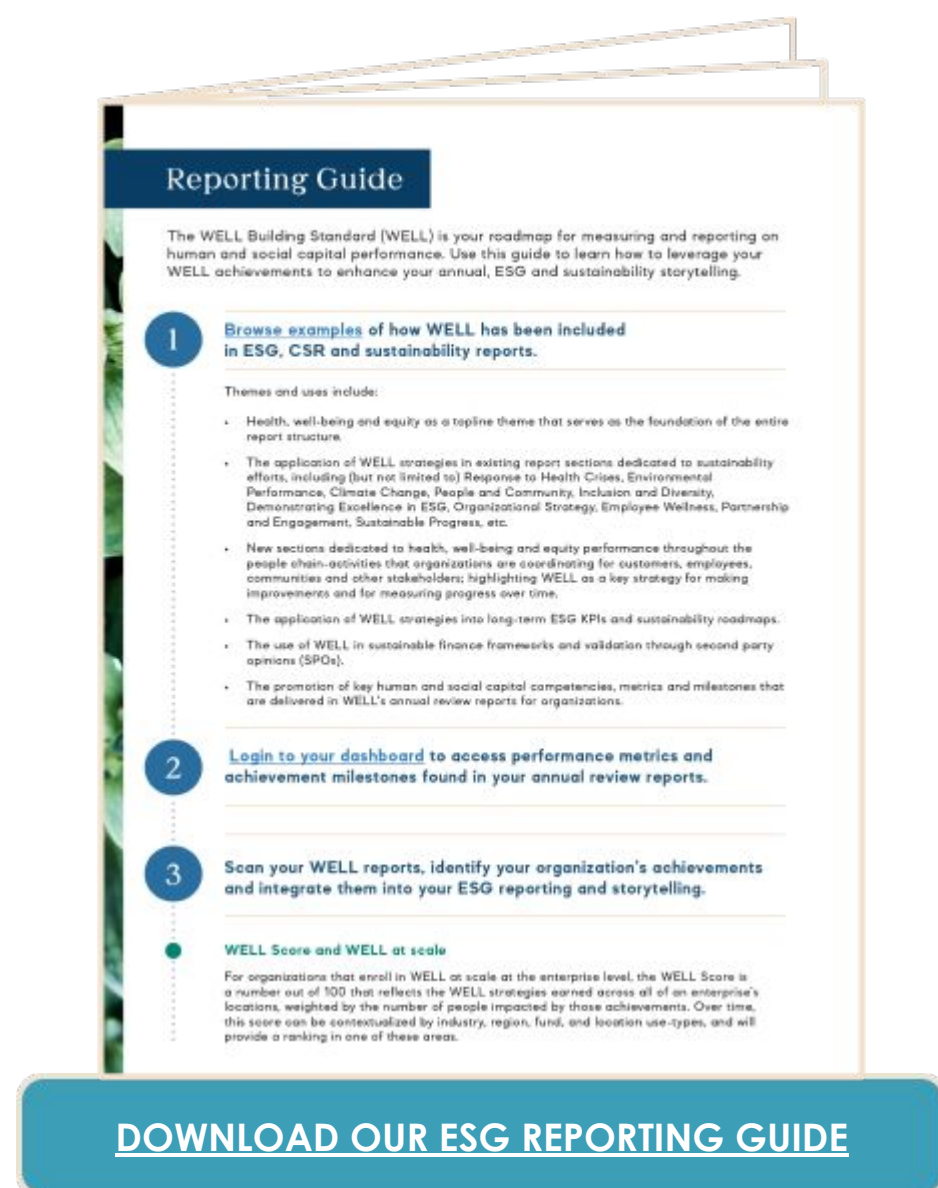 Reporting Guide
The WELL Building Standard (WELL) is your roadmap for measuring and reporting on
human and social capital performance. Use this guide to learn how to leverage your
WELL achievements to enhance your annual, ESG and sustainability storytelling.
1
Browse examples of how WELL has been included
in ESG, CSR and sustainability reports.
Themes and uses include:
• Health, well-being and equity as a topline theme that serves as the foundation of the entire
report structure.
• The application of WELL strategies in existing report sections dedicated to sustainability
efforts, including (but not limited to) Response to Health Crises, Environmental
Performance, Climate Change, People and Community, Inclusion and Diversity,
Demonstrating Excellence in ESG, Organizational Strategy, Employee Wellness, Partnership
and Engagement, Sustainable Progress, etc.
• New sections dedicated to health, well-being and equity performance throughout the
people chain-activities that organizations are coordinating for customers, employees,
communities and other stakeholders; highlighting WELL as a key strategy for making
improvements and for measuring progress over time.
• The application of WELL strategies into long-term ESG KPIs and sustainability roadmaps.
• The use of WELL in sustainable finance frameworks and validation through second party
opinions (SPOs).
• The promotion of key human and social capital competencies, metrics and milestones that
are delivered in WELL's annual review reports for organizations.
2
Login to your dashboard to access performance metrics and
achievement milestones found in your annual review reports.
3
Scan your WELL reports, identify your organization's achievements
and integrate them into your ESG reporting and storytelling.
WELL Score and WELL at scale
For organizations that enroll in WELL at scale at the enterprise level, the WELL Score is
a number out of 100 that reflects the WELL strategies earned across all of an enterprise's
locations, weighted by the number of people impacted by those achievements. Over time,
this score can be contextualized by industry, region, fund, and location use-types, and will
provide a ranking in one of these areas.
DOWNLOAD OUR ESG REPORTING GUIDE